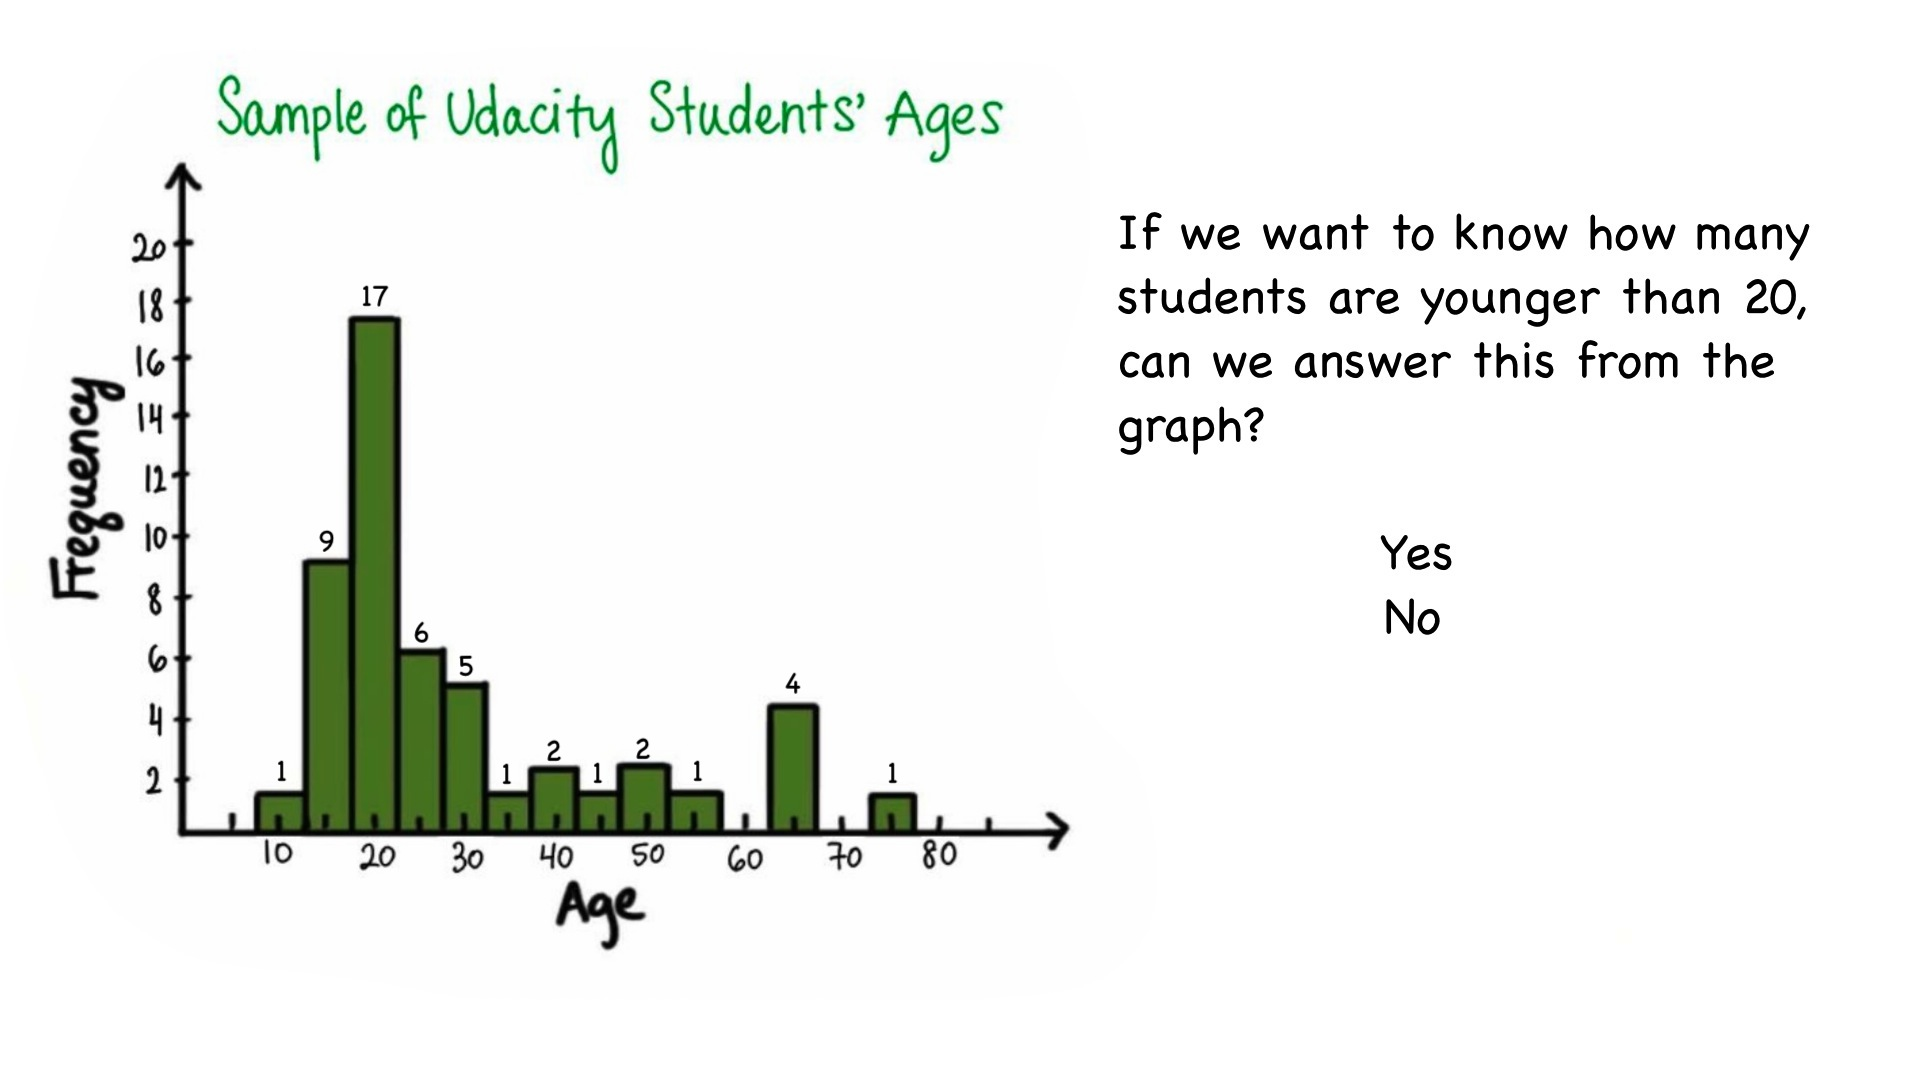 Sample of Udacity Students' Ages
Frequency
20
18
16
14
12
10
8
6
4
2
1
9
17
6
5
1
2
1
2
1
4
1
10 20 30 40 50 60 70 80
Age
If we want to know how many
students are younger than 20,
can we answer this from the
graph?
Yes
No